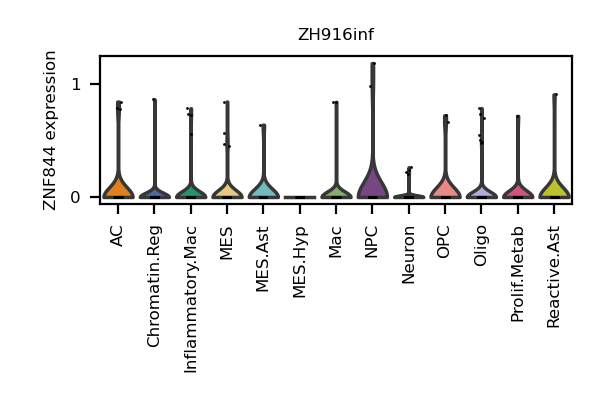 ZH916inf
ZNF844 expression
1
0
AC
Chromatin.Reg
Inflammatory.Mac
MES
MES.Ast
MES.Hyp
Mac
NPC
Neuron
OPC
Oligo
Prolif.Metab
Reactive.Ast